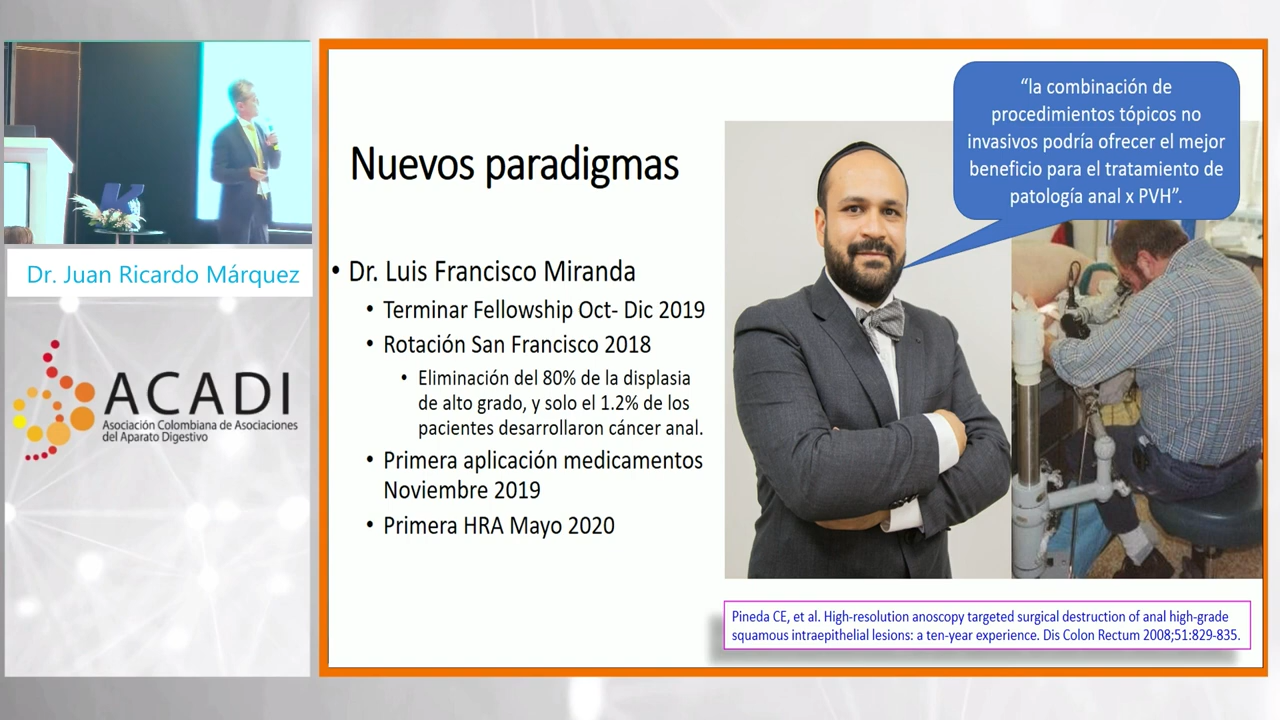 Dr. Juan Ricardo Márquez
ACADI
Asociación Colombiana de Asociaciones
del Aparato Digestivo
Nuevos paradigmas
• Dr. Luis Francisco Miranda
• Terminar Fellowship Oct- Dic 2019
• Rotación San Francisco 2018
• Eliminación del 80% de la displasia
de alto grado, y solo el 1.2% de los
pacientes desarrollaron cáncer anal.
• Primera aplicación medicamentos
Noviembre 2019
• Primera HRA Mayo 2020
“la combinación de
procedimientos tópicos no
invasivos podría ofrecer el mejor
beneficio para el tratamiento de
patología anal x PVH”.
Pineda CE, et al. High-resolution anoscopy targeted surgical destruction of anal high-grade
squamous intraepithelial lesions: a ten-year experience. Dis Colon Rectum 2008;51:829-835.